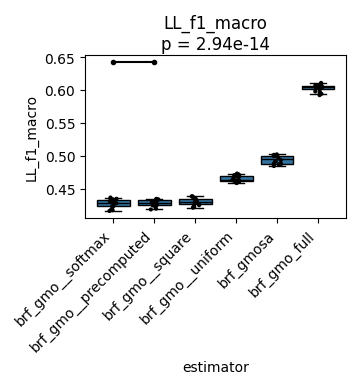 LL_f1_macro
p = 2.94e-14
LL_f1_macro
0.65
0.60
0.55
0.50
0.45
brf_gmo__softmax
brf_gmo__precomputed
brf_gmo__square
brf_gmo__uniform
brf_gmosa
brf_gmo_full
estimator